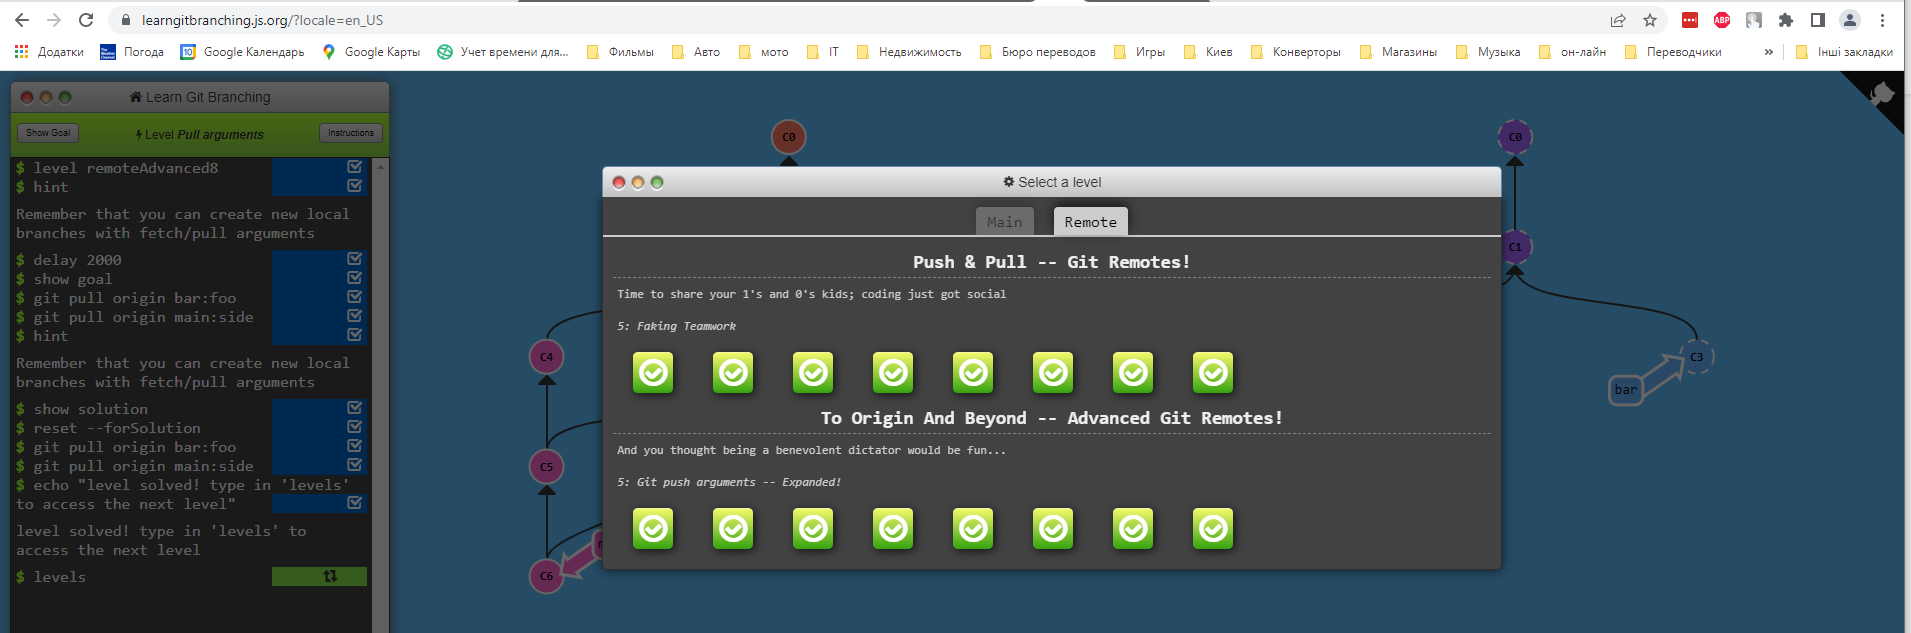 learngitbranching.js.org/?locale=en_US
ABP
Додатки
Погода
10
Google Календарь
Google Карты
Учет времени для...
Фильмы
Авто
мото
IT
Недвижимость
Бюро переводов
Игры
Киев
Конверторы
Магазины
Музыка
он-лайн
Переводчики
»
Інші закладки
Learn Git Branching
Show Goal
Level Pull arguments
Instructions
$ level remoteAdvanced8
$ hint
Remember that you can create new local
branches with fetch/pull arguments
$ delay 2000
$ show goal
$ git pull origin bar:foo
$ git pull origin main:side
$ hint
Remember that you can create new local
branches with fetch/pull arguments
$ show solution
$ reset --forSolution
$ git pull origin bar:foo
$ git pull origin main:side
$ echo "level solved! type in 'levels'
to access the next level"
level solved! type in 'levels' to
access the next level
$ levels
C0
C4
C5
C6
Select a level
Main
Remote
Push & Pull -- Git Remotes!
Time to share your 1's and 0's kids; coding just got social
5: Faking Teamwork
To Origin And Beyond -- Advanced Git Remotes!
And you thought being a benevolent dictator would be fun...
5: Git push arguments -- Expanded!
C0
C1
C3
bar